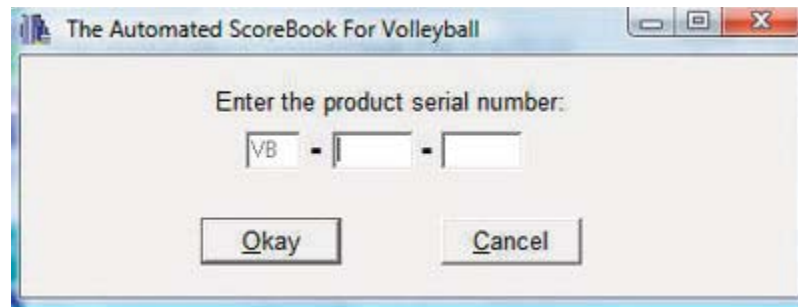 The Automated ScoreBook For Volleyball
Enter the product serial number:
VB - -
Okay Cancel